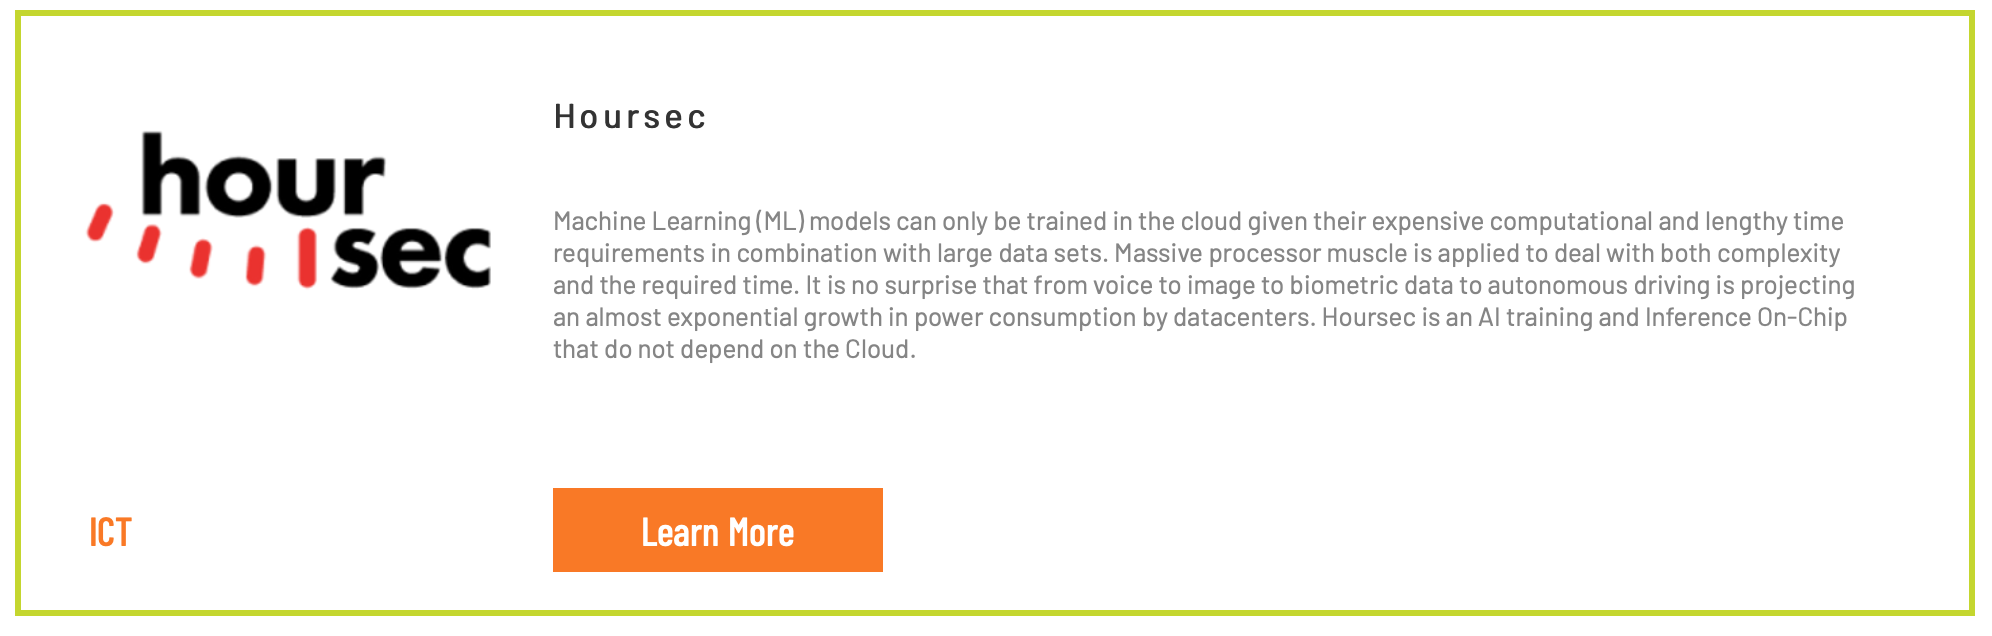 hour
sec
Hoursec
Machine Learning (ML) models can only be trained in the cloud given their expensive computational and lengthy time
requirements in combination with large data sets. Massive processor muscle is applied to deal with both complexity
and the required time. It is no surprise that from voice to image to biometric data to autonomous driving is projecting
an almost exponential growth in power consumption by datacenters. Hoursec is an AI training and Inference On-Chip
that do not depend on the Cloud.
ICT
Learn More